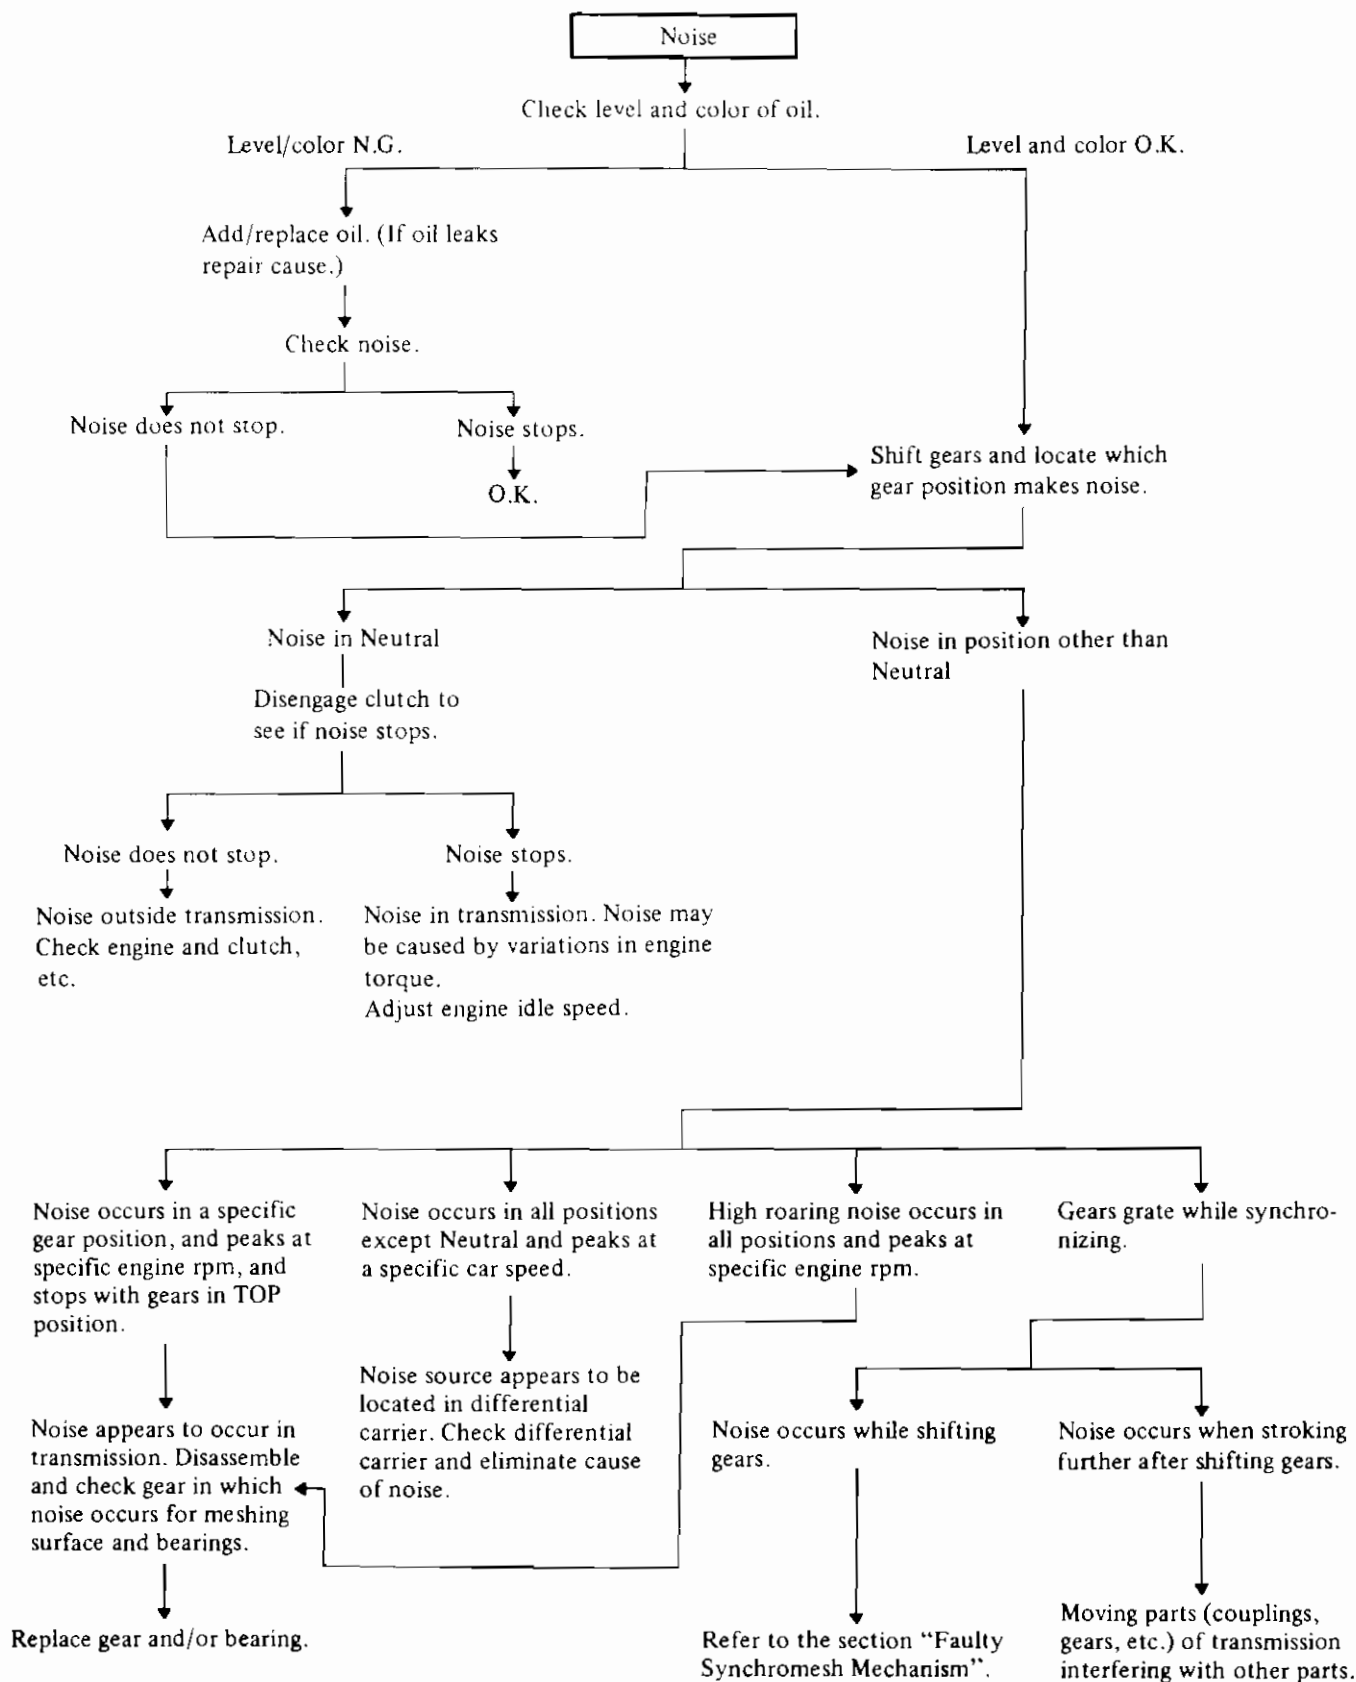 Noise
Check level and color of oil.
Level/color N.G.
Level and color O.K.
Add/replace oil. (If oil leaks
repair cause.)
Check noise.
Noise does not stop.
Noise stops.
O.K.
Shift gears and locate which
gear position makes noise.
Noise in Neutral
Noise in position other than
Neutral
Disengage clutch to
see if noise stops.
Noise does not stop.
Noise stops.
Noise outside transmission.
Check engine and clutch,
etc.
Noise in transmission. Noise may
be caused by variations in engine
torque.
Adjust engine idle speed.
Noise occurs in a specific
gear position, and peaks at
specific engine rpm, and
stops with gears in TOP
position.
Noise occurs in all positions
except Neutral and peaks at
a specific car speed.
High roaring noise occurs in
all positions and peaks at
specific engine rpm.
Gears grate while synchro-
nizing.
Noise appears to occur in
transmission. Disassemble
and check gear in which
noise occurs for meshing
surface and bearings.
Noise source appears to be
located in differential
carrier. Check differential
carrier and eliminate cause
of noise.
Noise occurs while shifting
gears.
Noise occurs when stroking
further after shifting gears.
Replace gear and/or bearing.
Refer to the section “Faulty
Synchromesh Mechanism”.
Moving parts (couplings,
gears, etc.) of transmission
interfering with other parts.